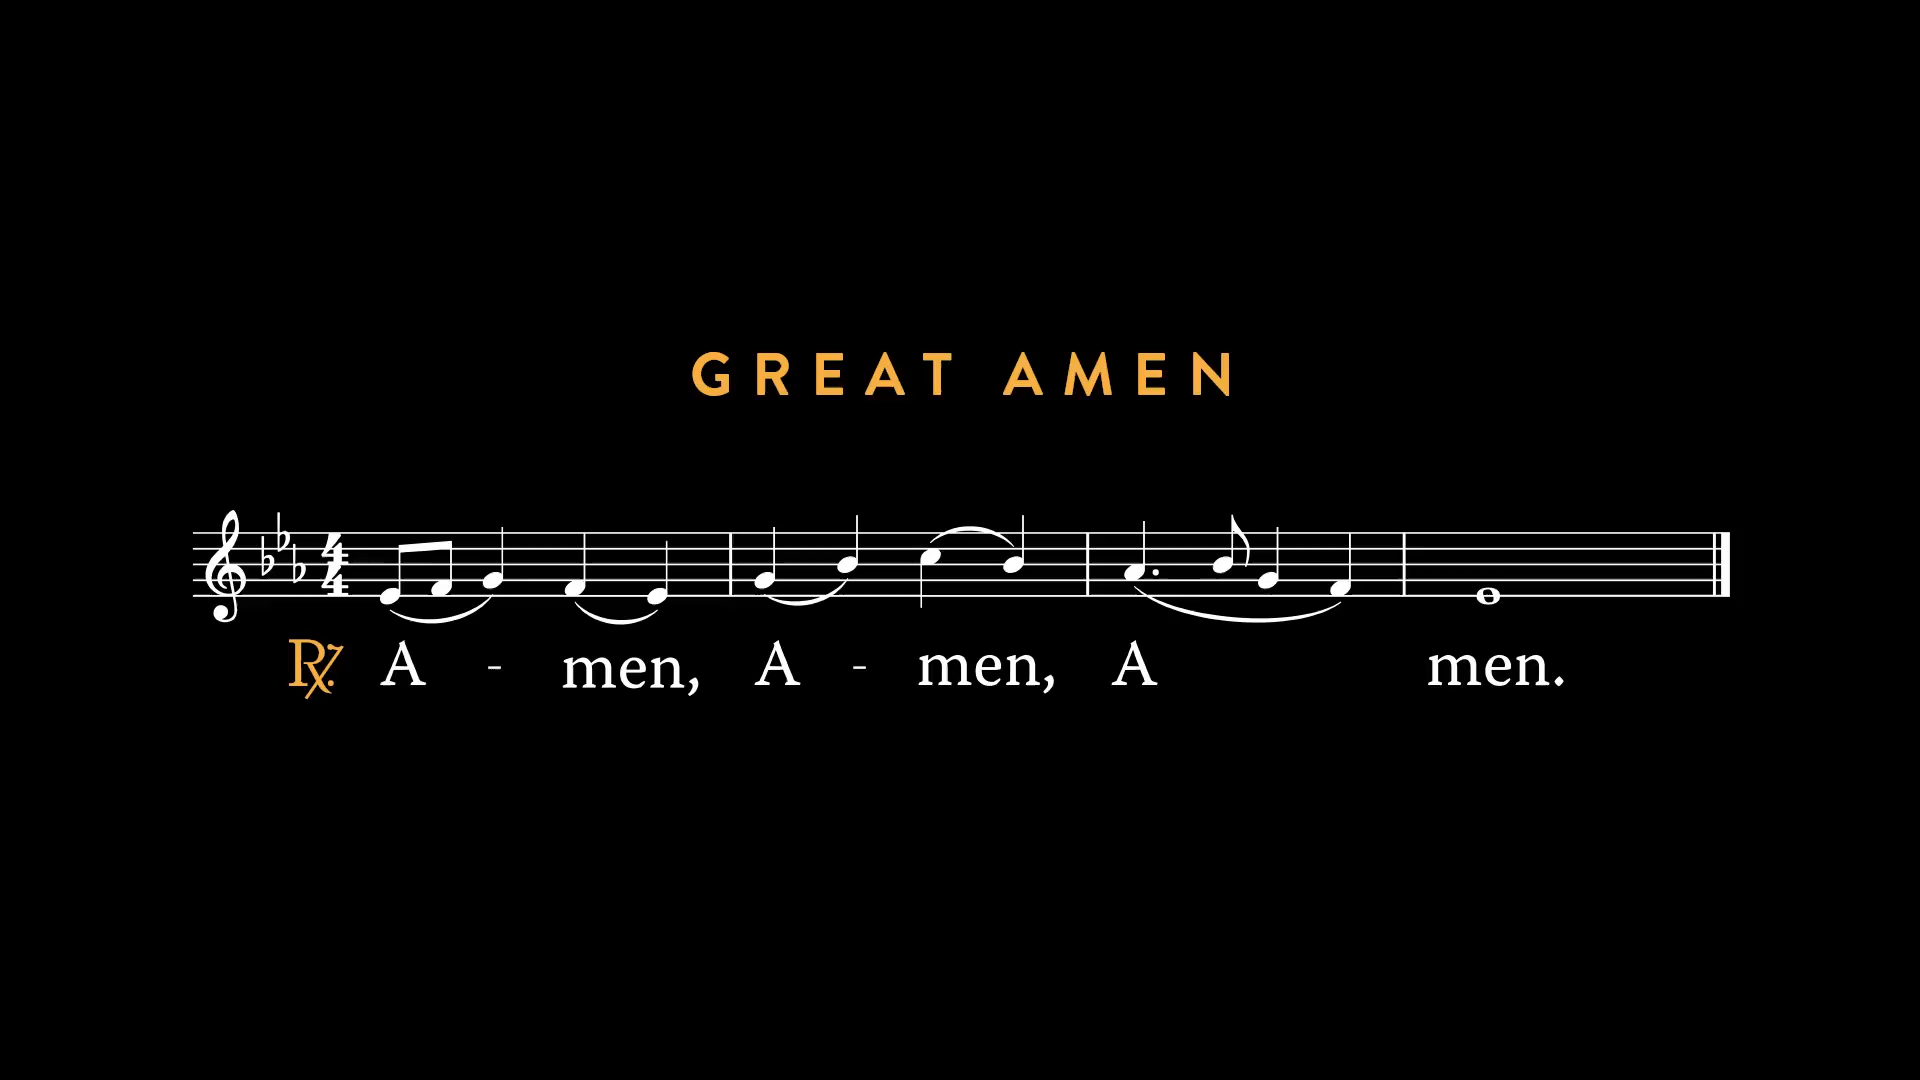 GREAT AMEN
℟. A - men, A - men, A men.